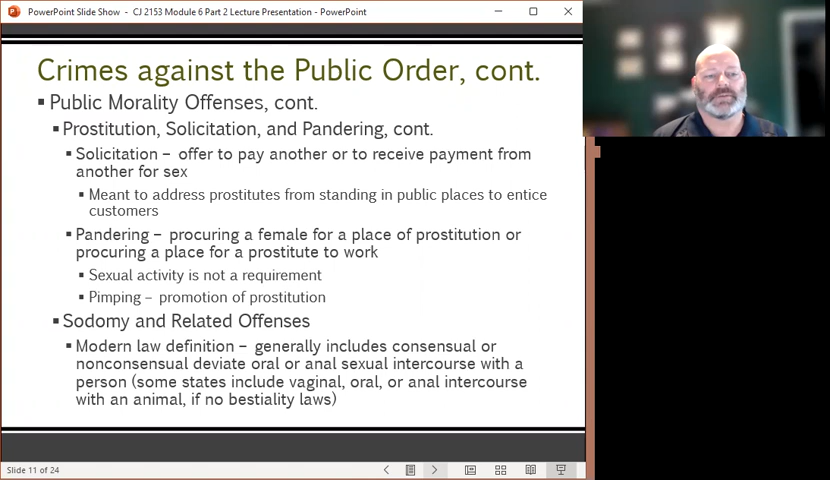 PowerPoint Slide Show - CJ 2153 Module 6 Part 2 Lecture Presentation - PowerPoint
Crimes against the Public Order, cont.
▪ Public Morality Offenses, cont.
▪ Prostitution, Solicitation, and Pandering, cont.
▪ Solicitation – offer to pay another or to receive payment from
another for sex
▪ Meant to address prostitutes from standing in public places to entice
customers
▪ Pandering – procuring a female for a place of prostitution or
procuring a place for a prostitute to work
▪ Sexual activity is not a requirement
▪ Pimping – promotion of prostitution
▪ Sodomy and Related Offenses
▪ Modern law definition – generally includes consensual or
nonconsensual deviate oral or anal sexual intercourse with a
person (some states include vaginal, oral, or anal intercourse
with an animal, if no bestiality laws)
Slide 11 of 24